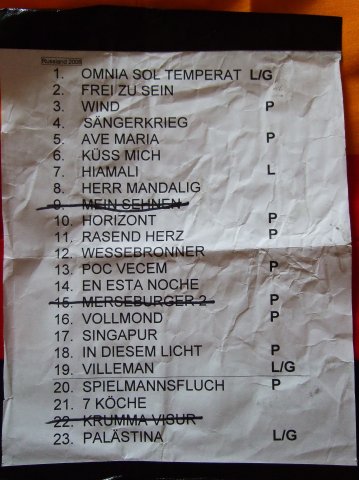 Russland 2008
1. OMNIA SOL TEMPERAT L/G
2. FREI ZU SEIN
3. WIND P
4. SÄNGERKRIEG
5. AVE MARIA P
6. KÜSS MICH
7. HIAMALI L
8. HERR MANDALIG
9. MEIN SEHNEN P
10. HORIZONT P
11. RASEND HERZ P
12. WESSEBRONNER
13. POC VECEM P
14. EN ESTA NOCHE
15. MERSEBURGER 2 P
16. VOLLMOND P
17. SINGAPUR
18. IN DIESEM LICHT P
19. VILLEMAN L/G
20. SPIELMANNSFLUCH P
21. 7 KÖCHE
22. KRUMMA VISUR
23. PALÄSTINA L/G